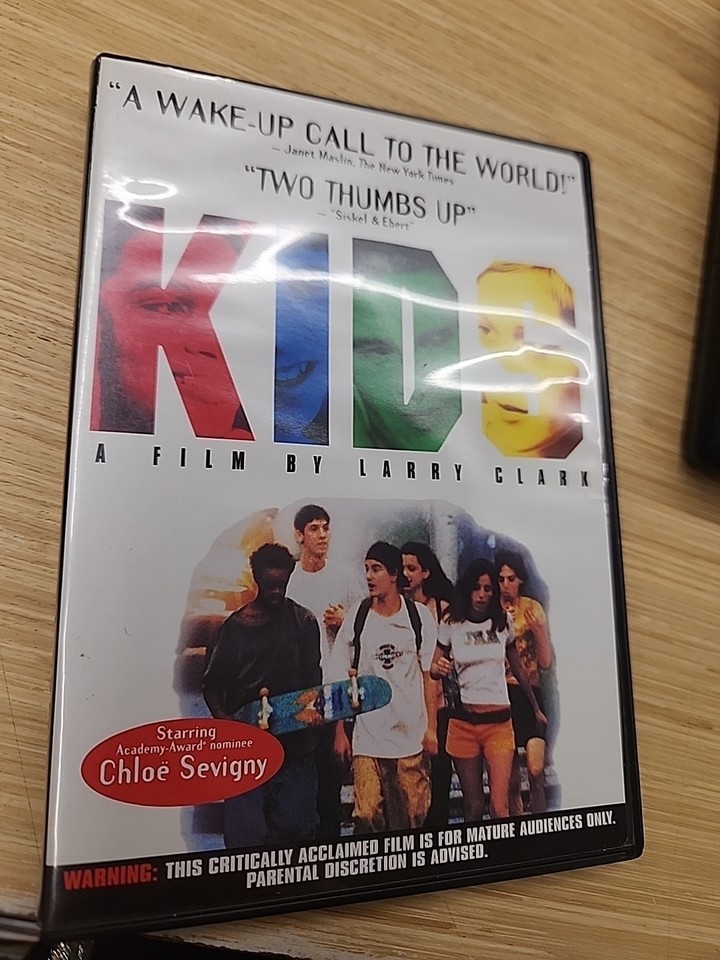 "A WAKE-UP CALL TO THE WORLD!"
– Janet Maslin, The New York Times
"TWO THUMBS UP"
– "Siskel & Ebert"
KIDS
A FILM BY LARRY CLARK
Starring
Academy-Award® nominee
Chloë Sevigny
WARNING: THIS CRITICALLY ACCLAIMED FILM IS FOR MATURE AUDIENCES ONLY.
PARENTAL DISCRETION IS ADVISED.